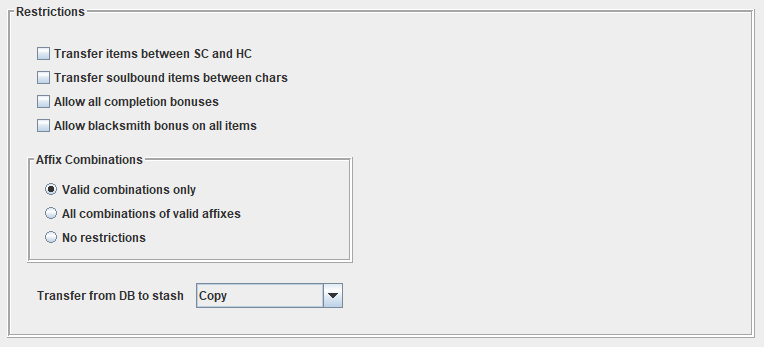 Restrictions
Transfer items between SC and HC
Transfer soulbound items between chars
Allow all completion bonuses
Allow blacksmith bonus on all items
Affix Combinations
Valid combinations only
All combinations of valid affixes
No restrictions
Transfer from DB to stash Copy